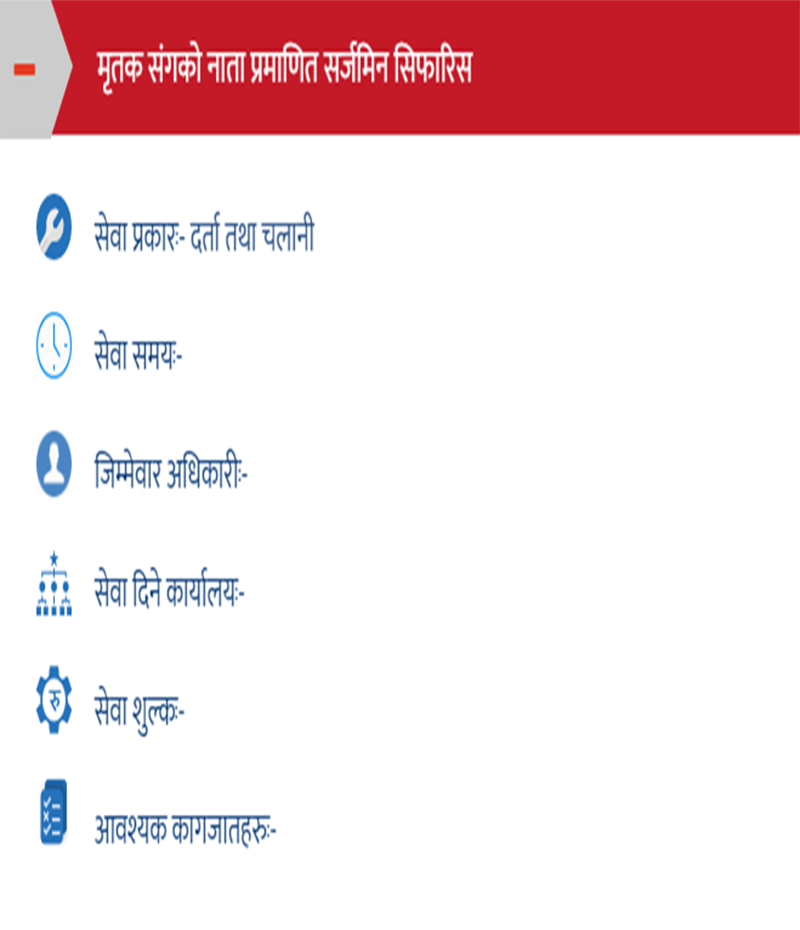 मृतक संगको नाता प्रमाणित सर्जमिन सिफारिस
सेवा प्रकारः- दर्ता तथा चलानी
सेवा समयः-
जिम्मेवार अधिकारीः-
सेवा दिने कार्यालयः-
रु
सेवा शुल्कः-
आवश्यक कागजातहरुः-